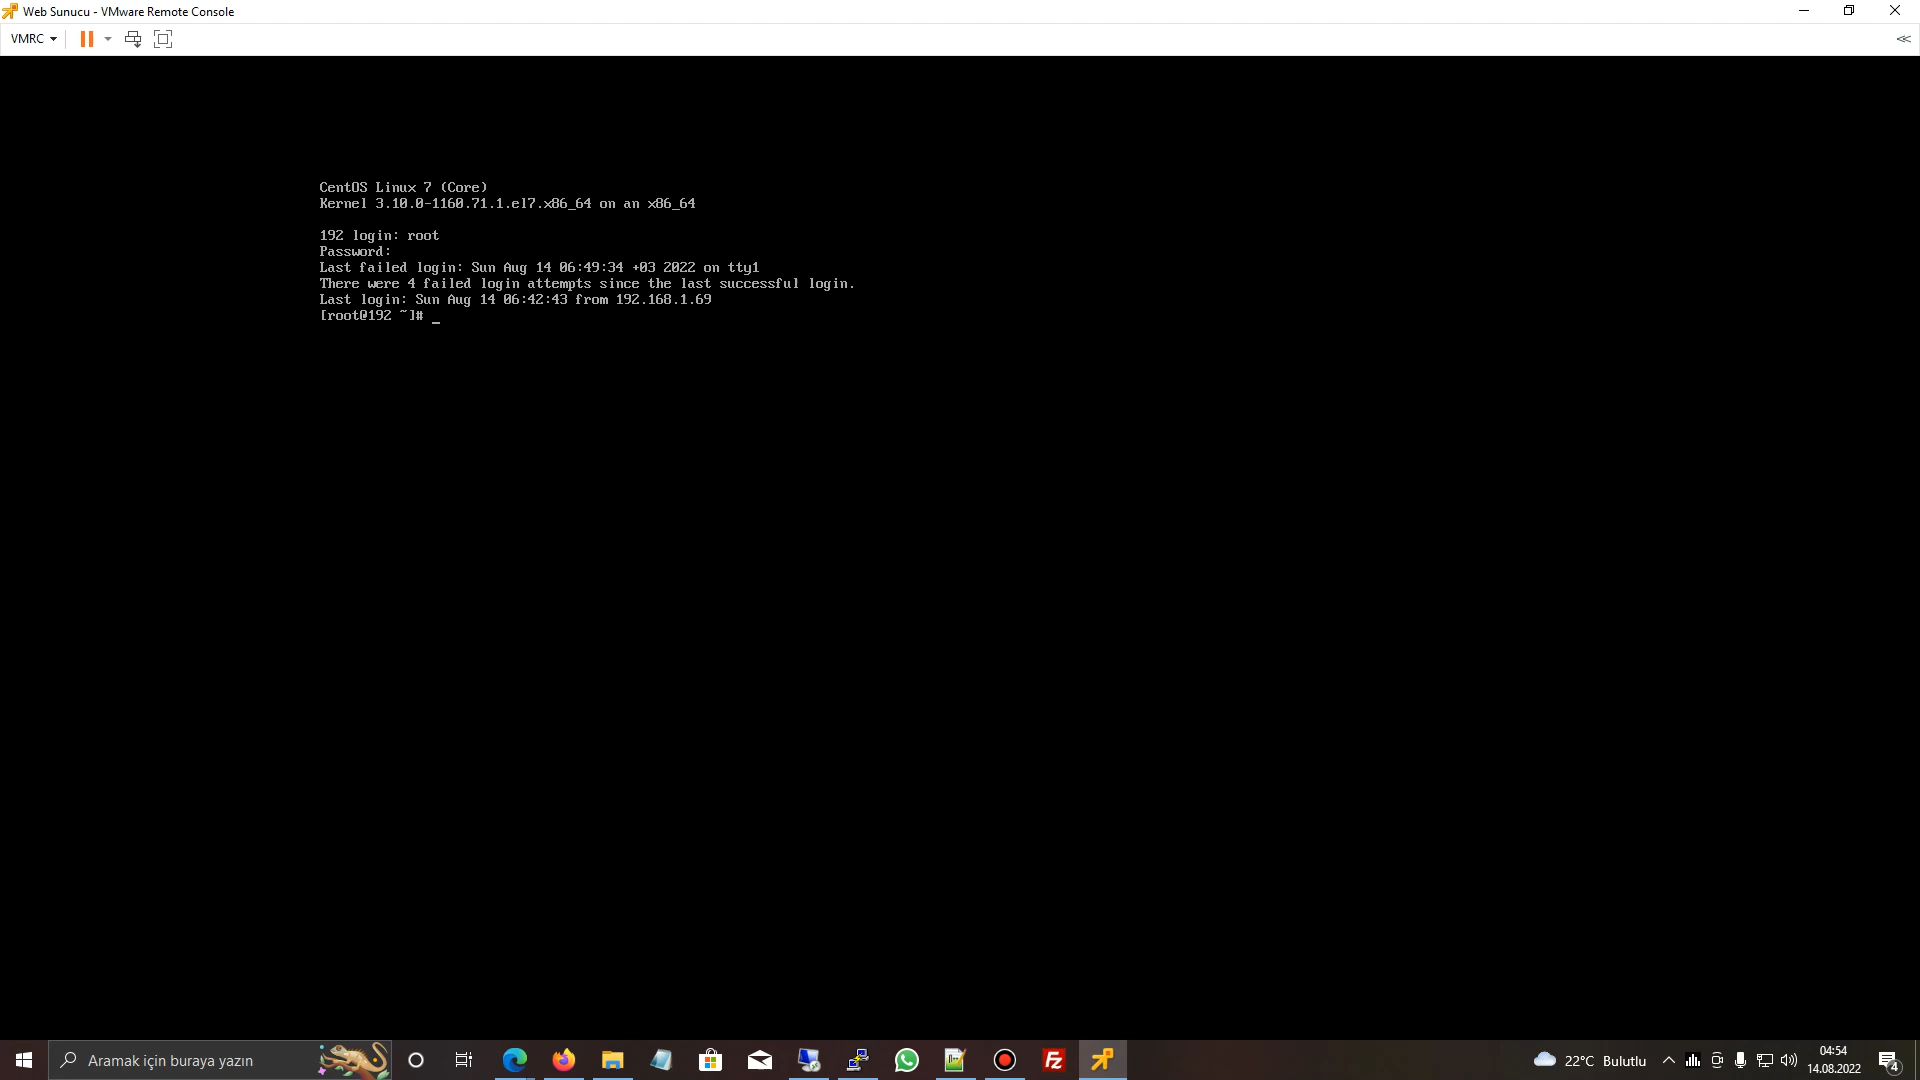 Web Sunucu - VMware Remote Console
VMRC
CentOS Linux 7 (Core)
Kernel 3.10.0-1160.71.1.el7.x86_64 on an x86_64
192 login: root
Password:
Last failed login: Sun Aug 14 06:49:34 +03 2022 on tty1
There were 4 failed login attempts since the last successful login.
Last login: Sun Aug 14 06:42:43 from 192.168.1.69
[root@192 ~]# _
Aramak için buraya yazın
Fz
22°C Bulutlu
04:54
14.08.2022
4